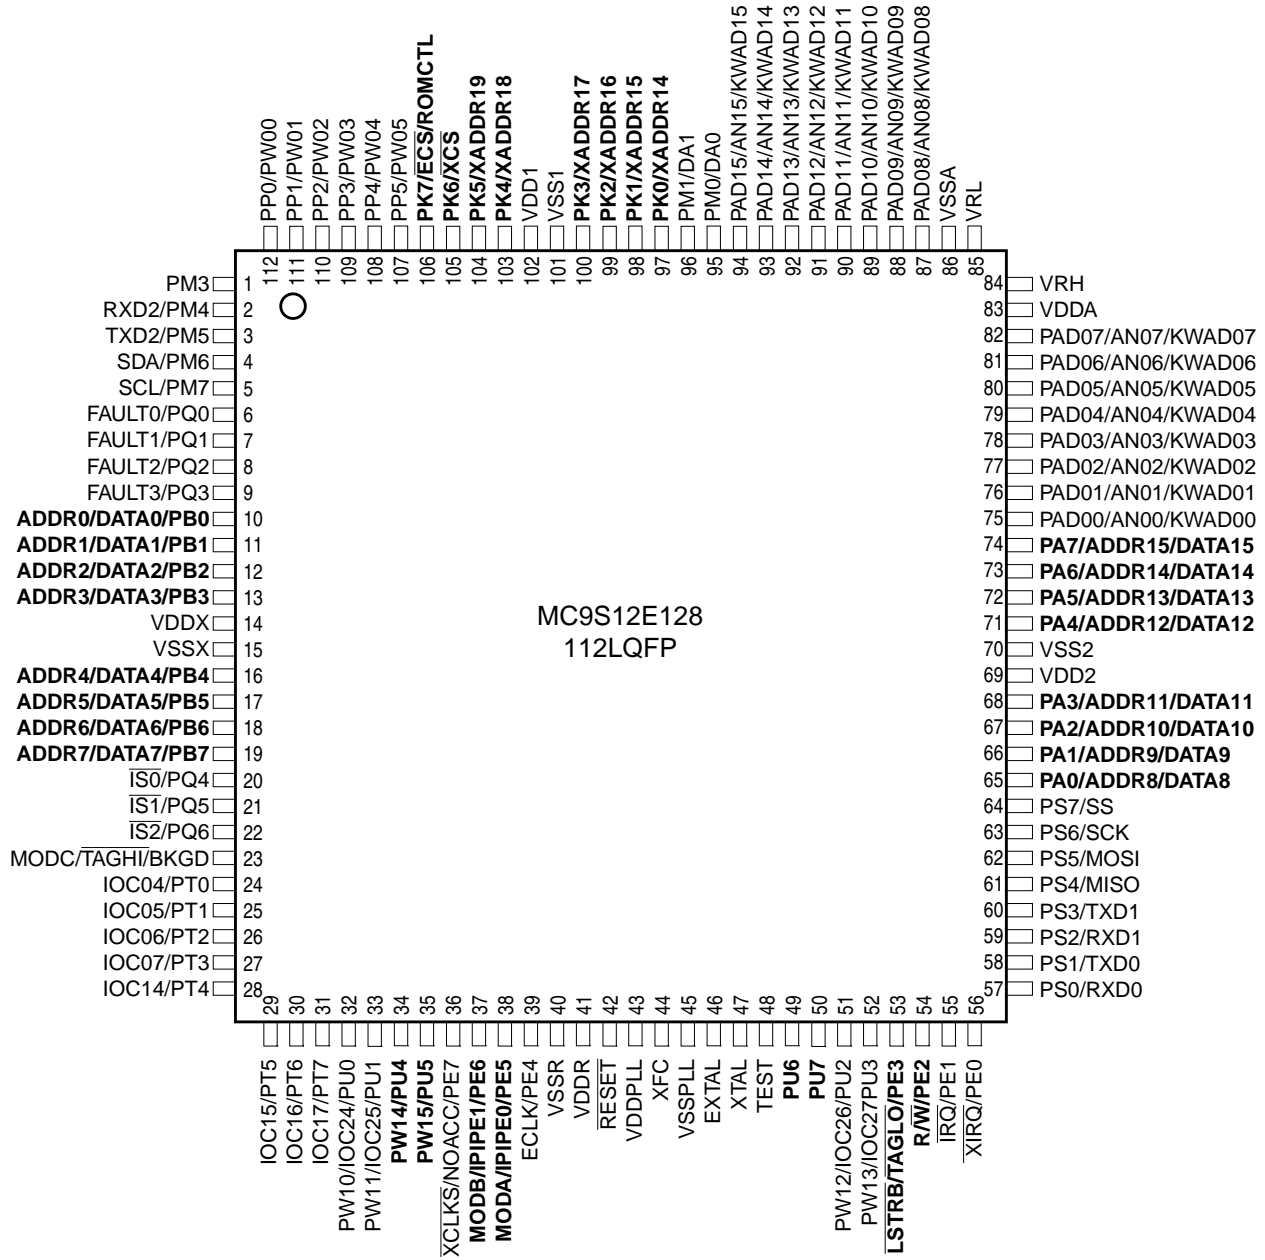 PP0/PW00
PP1/PW01
PP2/PW02
PP3/PW03
PP4/PW04
PP5/PW05
PK7/ECS/ROMCTL
PK6/XCS
PK5/XADDR19
PK4/XADDR18
VDD1
VSS1
PK3/XADDR17
PK2/XADDR16
PK1/XADDR15
PK0/XADDR14
PM1/DA1
PM0/DA0
PAD15/AN15/KWAD15
PAD14/AN14/KWAD14
PAD13/AN13/KWAD13
PAD12/AN12/KWAD12
PAD11/AN11/KWAD11
PAD10/AN10/KWAD10
PAD09/AN09/KWAD09
PAD08/AN08/KWAD08
VSSA
VRL
112
111
110
109
108
107
106
105
104
103
102
101
100
99
98
97
96
95
94
93
92
91
90
89
88
87
86
85
PM3 1
RXD2/PM4 2
TXD2/PM5 3
SDA/PM6 4
SCL/PM7 5
FAULT0/PQ0 6
FAULT1/PQ1 7
FAULT2/PQ2 8
FAULT3/PQ3 9
ADDR0/DATA0/PB0 10
ADDR1/DATA1/PB1 11
ADDR2/DATA2/PB2 12
ADDR3/DATA3/PB3 13
VDDX 14
VSSX 15
ADDR4/DATA4/PB4 16
ADDR5/DATA5/PB5 17
ADDR6/DATA6/PB6 18
ADDR7/DATA7/PB7 19
IS0/PQ4 20
IS1/PQ5 21
IS2/PQ6 22
MODC/TAGHI/BKGD 23
IOC04/PT0 24
IOC05/PT1 25
IOC06/PT2 26
IOC07/PT3 27
IOC14/PT4 28
MC9S12E128
112LQFP
84 VRH
83 VDDA
82 PAD07/AN07/KWAD07
81 PAD06/AN06/KWAD06
80 PAD05/AN05/KWAD05
79 PAD04/AN04/KWAD04
78 PAD03/AN03/KWAD03
77 PAD02/AN02/KWAD02
76 PAD01/AN01/KWAD01
75 PAD00/AN00/KWAD00
74 PA7/ADDR15/DATA15
73 PA6/ADDR14/DATA14
72 PA5/ADDR13/DATA13
71 PA4/ADDR12/DATA12
70 VSS2
69 VDD2
68 PA3/ADDR11/DATA11
67 PA2/ADDR10/DATA10
66 PA1/ADDR9/DATA9
65 PA0/ADDR8/DATA8
64 PS7/SS
63 PS6/SCK
62 PS5/MOSI
61 PS4/MISO
60 PS3/TXD1
59 PS2/RXD1
58 PS1/TXD0
57 PS0/RXD0
29
30
31
32
33
34
35
36
37
38
39
40
41
42
43
44
45
46
47
48
49
50
51
52
53
54
55
56
IOC15/PT5
IOC16/PT6
IOC17/PT7
PW10/IOC24/PU0
PW11/IOC25/PU1
PW14/PU4
PW15/PU5
XCLKS/NOACC/PE7
MODB/IPIPE1/PE6
MODA/IPIPE0/PE5
ECLK/PE4
VSSR
VDDR
RESET
VDDPLL
XFC
VSSPLL
EXTAL
XTAL
TEST
PU6
PU7
PW12/IOC26/PU2
PW13/IOC27PU3
LSTRB/TAGLO/PE3
R/W/PE2
IRQ/PE1
XIRQ/PE0